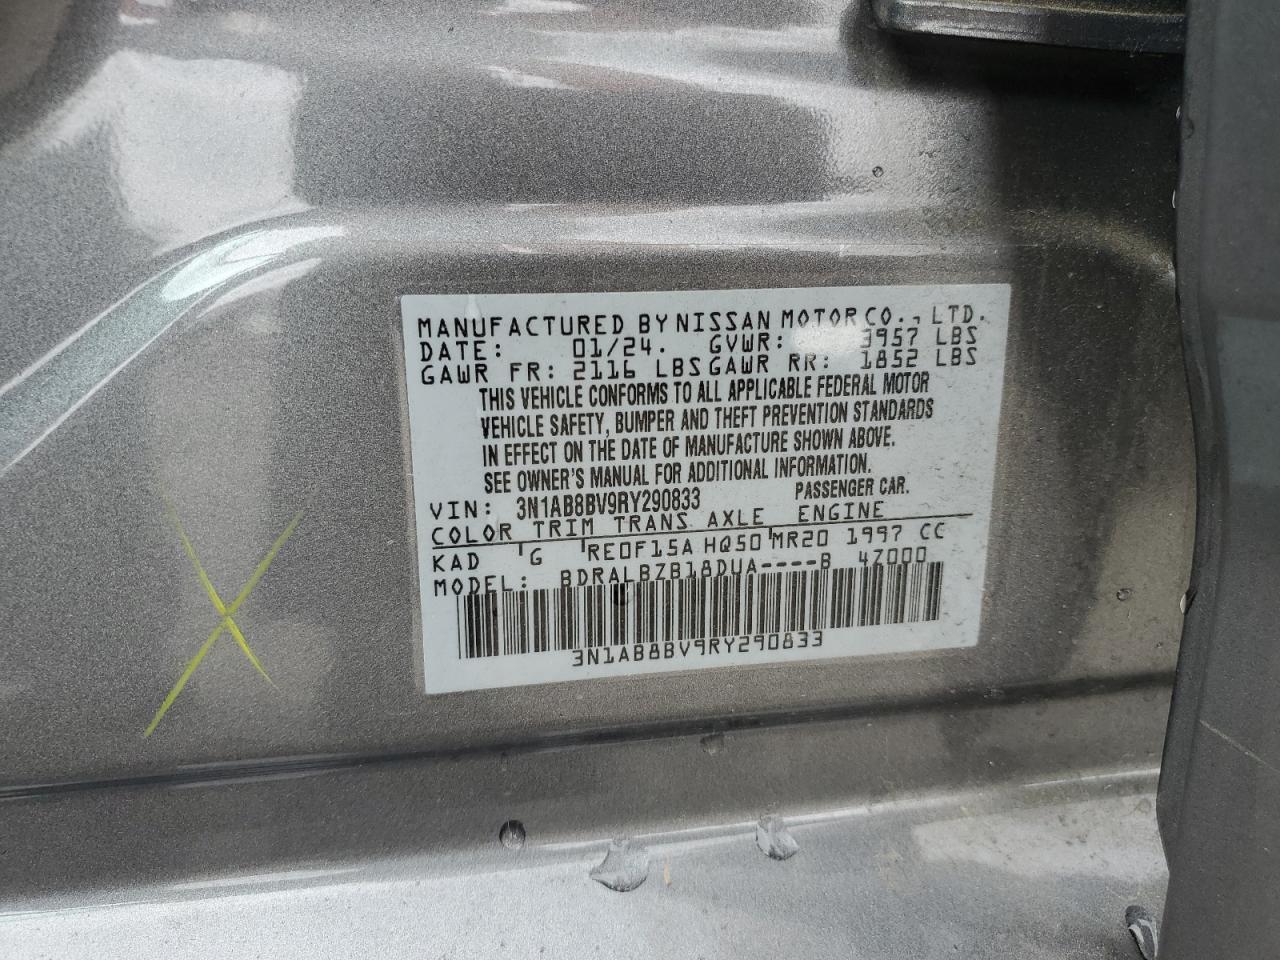 MANUFACTURED BY NISSAN MOTOR CO., LTD.
DATE: 01/24. GVWR: 3957 LBS
GAWR FR: 2116 LBS GAWR RR: 1852 LBS
THIS VEHICLE CONFORMS TO ALL APPLICABLE FEDERAL MOTOR
VEHICLE SAFETY, BUMPER AND THEFT PREVENTION STANDARDS
IN EFFECT ON THE DATE OF MANUFACTURE SHOWN ABOVE.
SEE OWNER'S MANUAL FOR ADDITIONAL INFORMATION.
VIN: 3N1AB8BV9RY290833 PASSENGER CAR.
COLOR TRIM TRANS AXLE ENGINE
KAD G RE0F15A HQ50 MR20 1997 CC
MODEL: BDRALBZB18DUA----B 4Z000
3N1AB8BV9RY290833